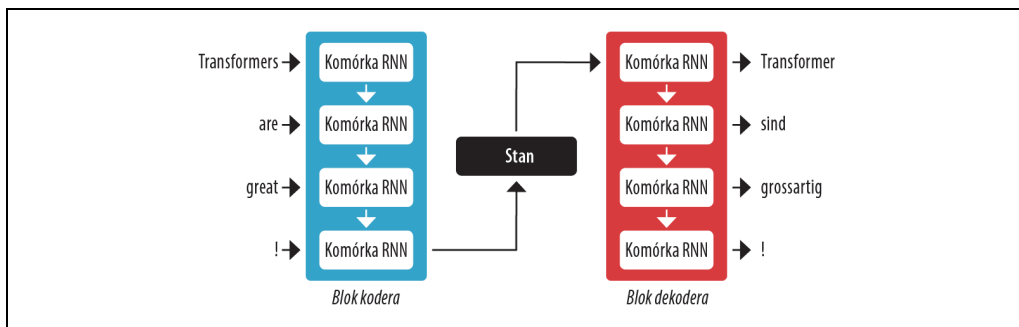 Transformers Komórka RNN Komórka RNN Transformer
are Komórka RNN Komórka RNN sind
Stan
great Komórka RNN Komórka RNN grossartig
! Komórka RNN Komórka RNN !
Blok kodera Blok dekodera